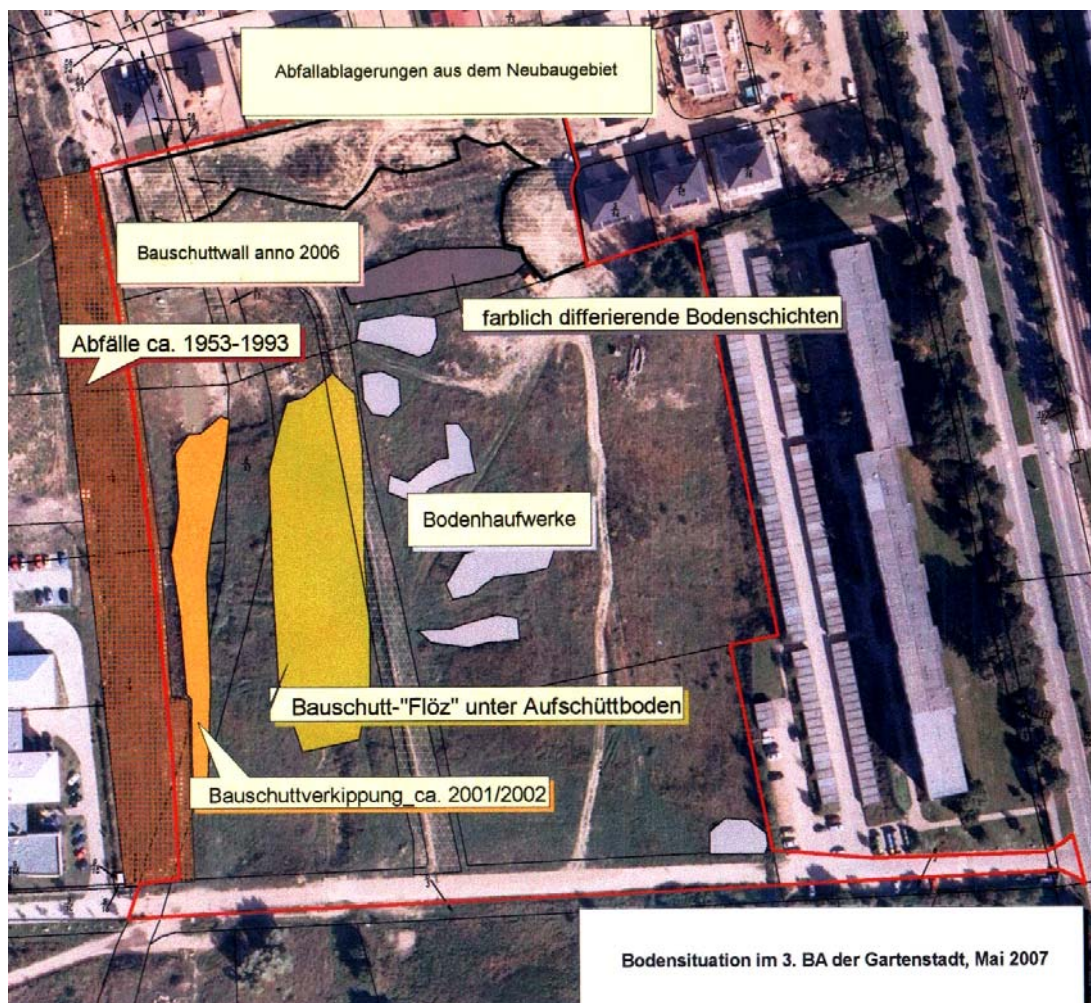 Abfallablagerungen aus dem Neubaugebiet
Bauschuttwall anno 2006
farblich differierende Bodenschichten
Abfälle ca. 1953-1993
Bodenhaufwerke
Bauschutt-"Flöz" unter Aufschüttboden
Bauschuttverkippung_ca. 2001/2002
Bodensituation im 3. BA der Gartenstadt, Mai 2007